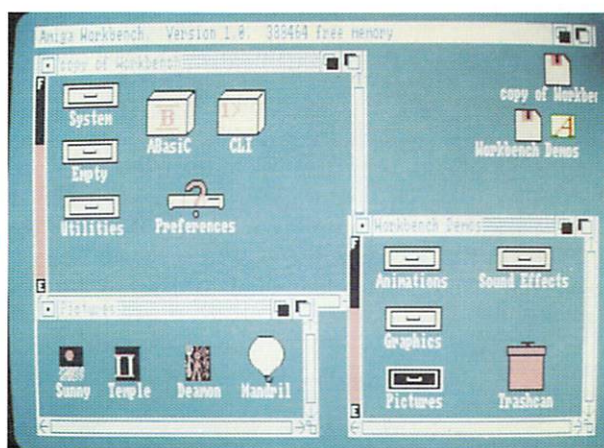 Amiga Workbench. Version 1.0. 388464 free memory
copy of Workbench
F
System
ABasiC
CLI
Empty
Utilities
Preferences
E
copy of Workben
Workbench Demos
Workbench Demos
F
Animations
Sound Effects
Graphics
Pictures
Trashcan
E
Pictures
Sunny
Temple
Deamon
Mandril